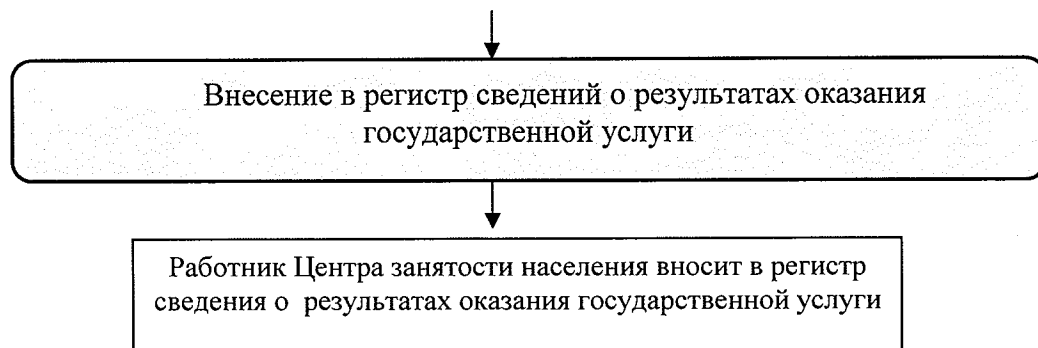 Внесение в регистр сведений о результатах оказания
государственной услуги
Работник Центра занятости населения вносит в регистр
сведения о результатах оказания государственной услуги